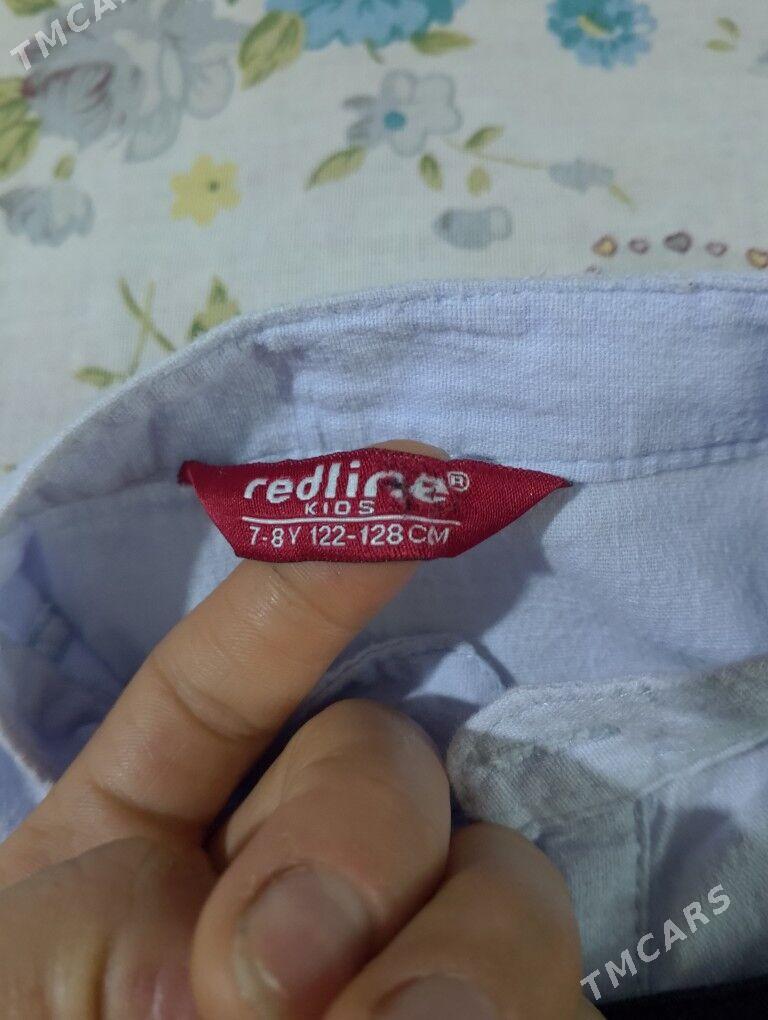 TMCARS
redline®
KIDS
7-8Y 122-128 CM
TMCARS